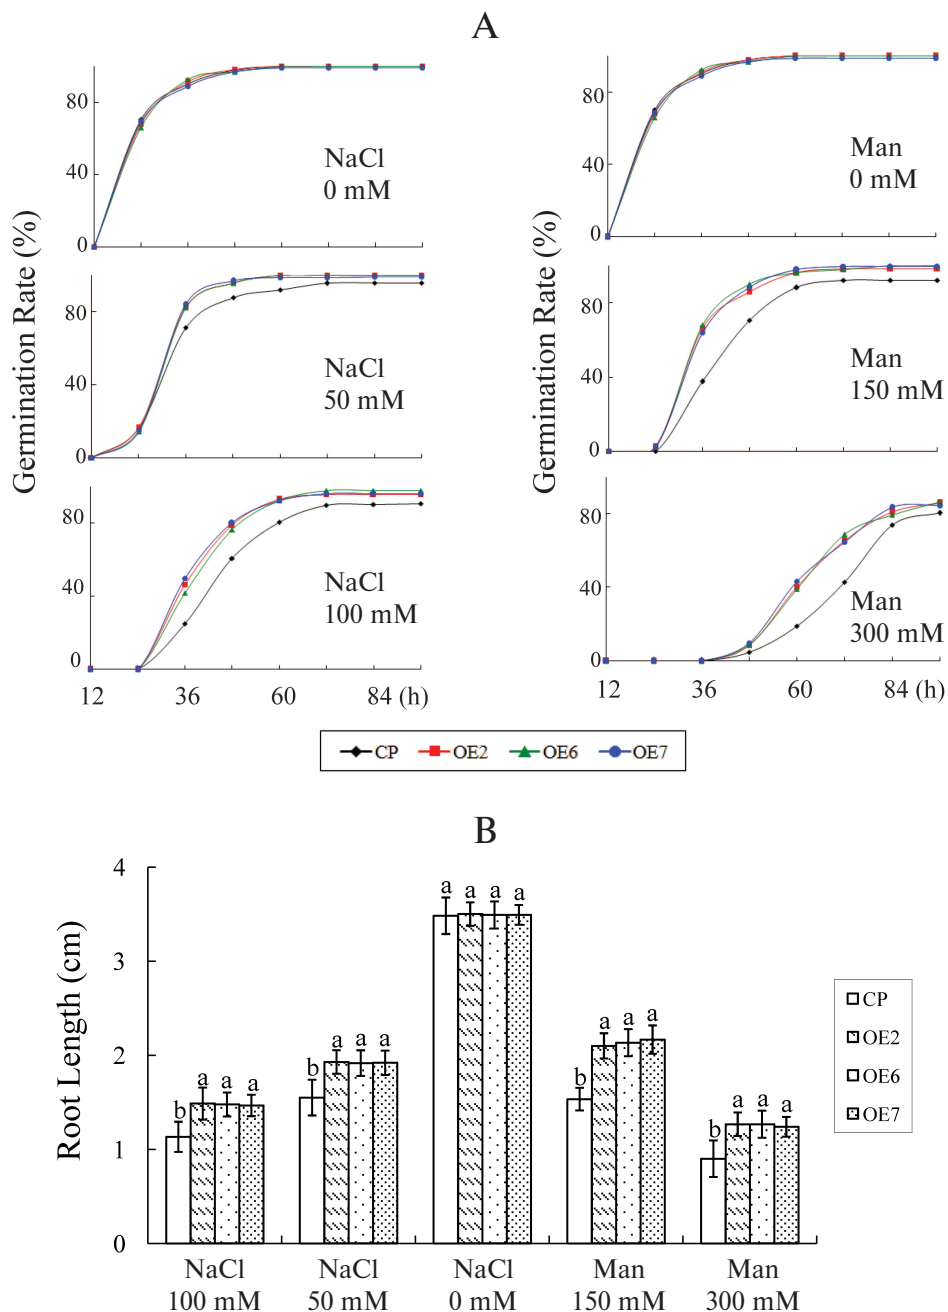 A
80
40
0
NaCl
0 mM
80
40
0
NaCl
50 mM
80
40
0
NaCl
100 mM
12 36 60 84 (h)
Germination Rate (%)
80
40
0
Man
0 mM
80
40
0
Man
150 mM
80
40
0
Man
300 mM
12 36 60 84 (h)
Germination Rate (%)
CP OE2 OE6 OE7
B
4
3
2
1
0
Root Length (cm)
b a a a
b a a a
a a a a
b a a a
b a a a
NaCl
100 mM
NaCl
50 mM
NaCl
0 mM
Man
150 mM
Man
300 mM
CP
OE2
OE6
OE7